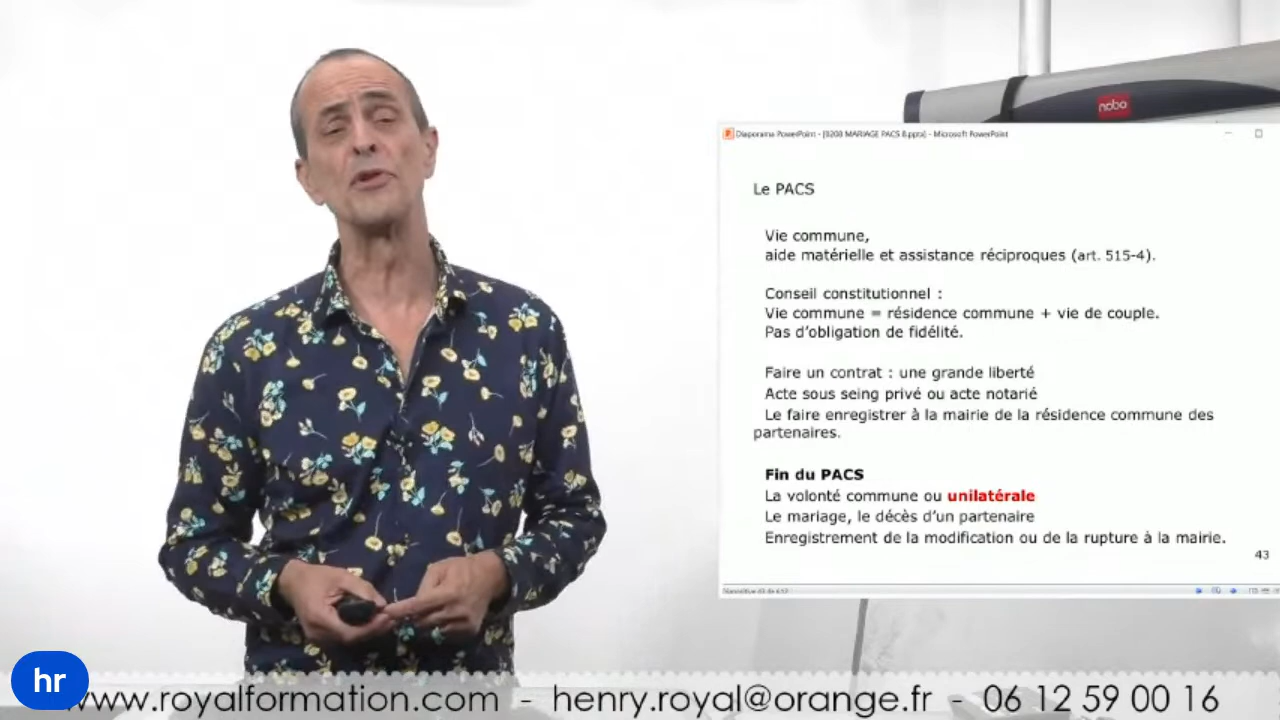 nobo
Diaporama PowerPoint - [0208 MARIAGE PACS 8.pptx] - Microsoft PowerPoint
Le PACS
Vie commune,
aide matérielle et assistance réciproques (art. 515-4).
Conseil constitutionnel :
Vie commune = résidence commune + vie de couple.
Pas d'obligation de fidélité.
Faire un contrat : une grande liberté
Acte sous seing privé ou acte notarié
Le faire enregistrer à la mairie de la résidence commune des
partenaires.
Fin du PACS
La volonté commune ou unilatérale
Le mariage, le décès d'un partenaire
Enregistrement de la modification ou de la rupture à la mairie.
43
hr
www.royalformation.com - henry.royal@orange.fr - 06 12 59 00 16